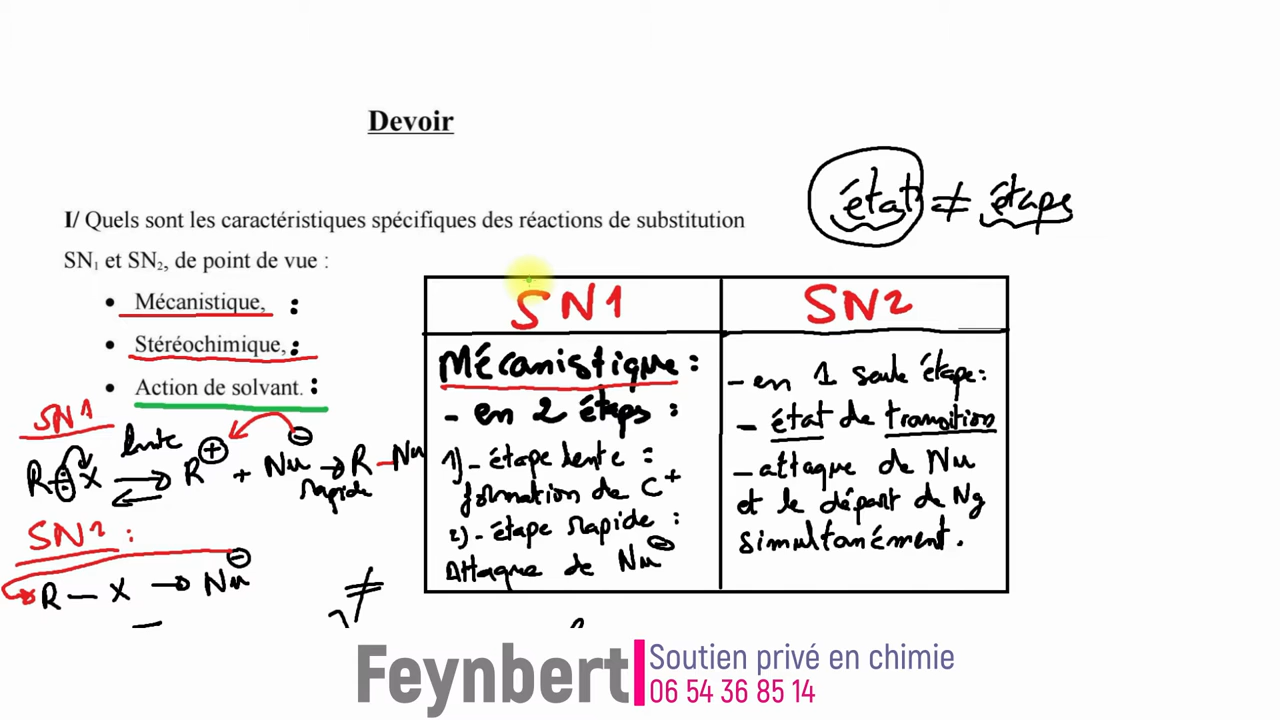 Devoir
état ≠ étaps
I/ Quels sont les caractéristiques spécifiques des réactions de substitution
SN₁ et SN₂, de point de vue :
• Mécanistique, :
• Stéréochimique, :
• Action de solvant. :
SN1
lente
R X ⇌ R⊕ + Nu⊖ → R—Nu
rapide
SN2 :
R — X → Nu⊖
≠
SN1
Mécanistique :
- en 2 étaps :
1)- étape lente :
formation de C+
2)- étape rapide :
Attaque de Nu⊖
SN2
- en 1 seule étape:
- état de transition
- attaque de Nu
et le départ de Ng
simultanément.
Feynbert
Soutien privé en chimie
06 54 36 85 14